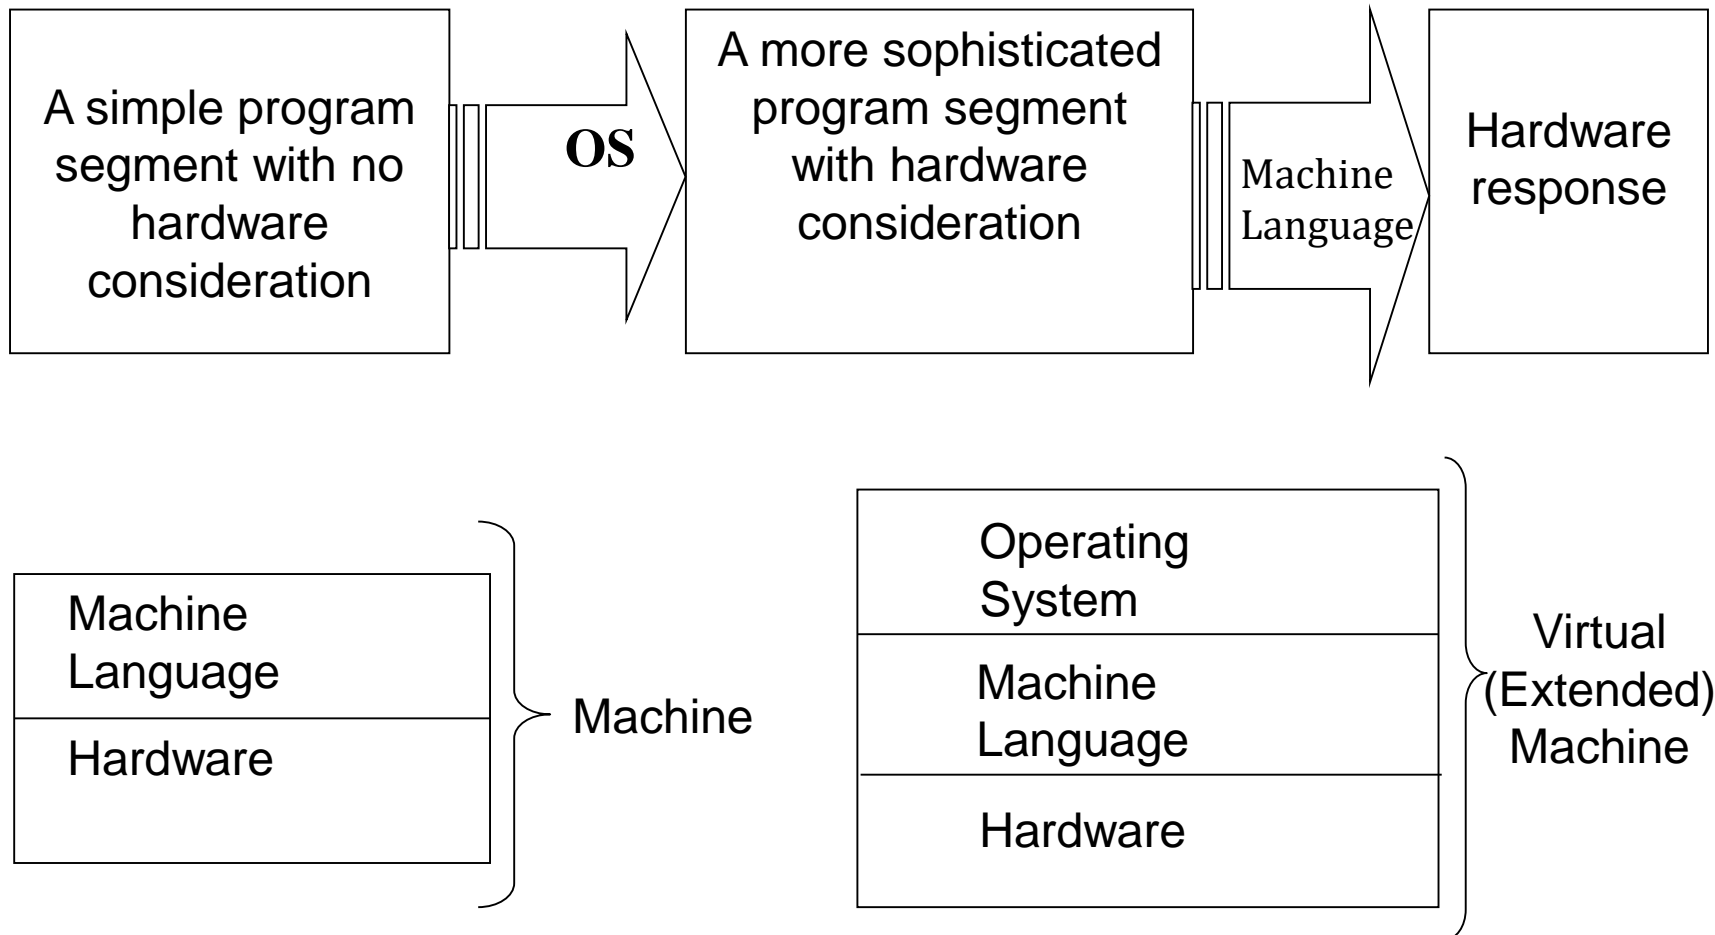 A simple program
segment with no
hardware
consideration
OS
A more sophisticated
program segment
with hardware
consideration
Machine
Language
Hardware
response
Machine
Language
Hardware
Machine
Operating
System
Machine
Language
Hardware
Virtual
(Extended)
Machine